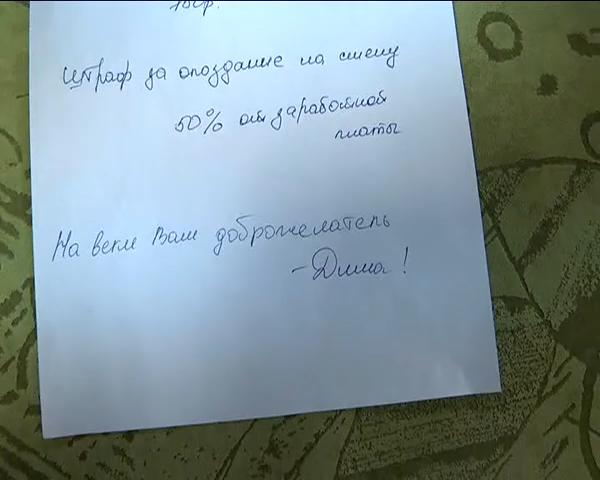 Штраф за опоздание на смену
50% от заработной
платы
На веки Ваш доброжелатель
- Дима!